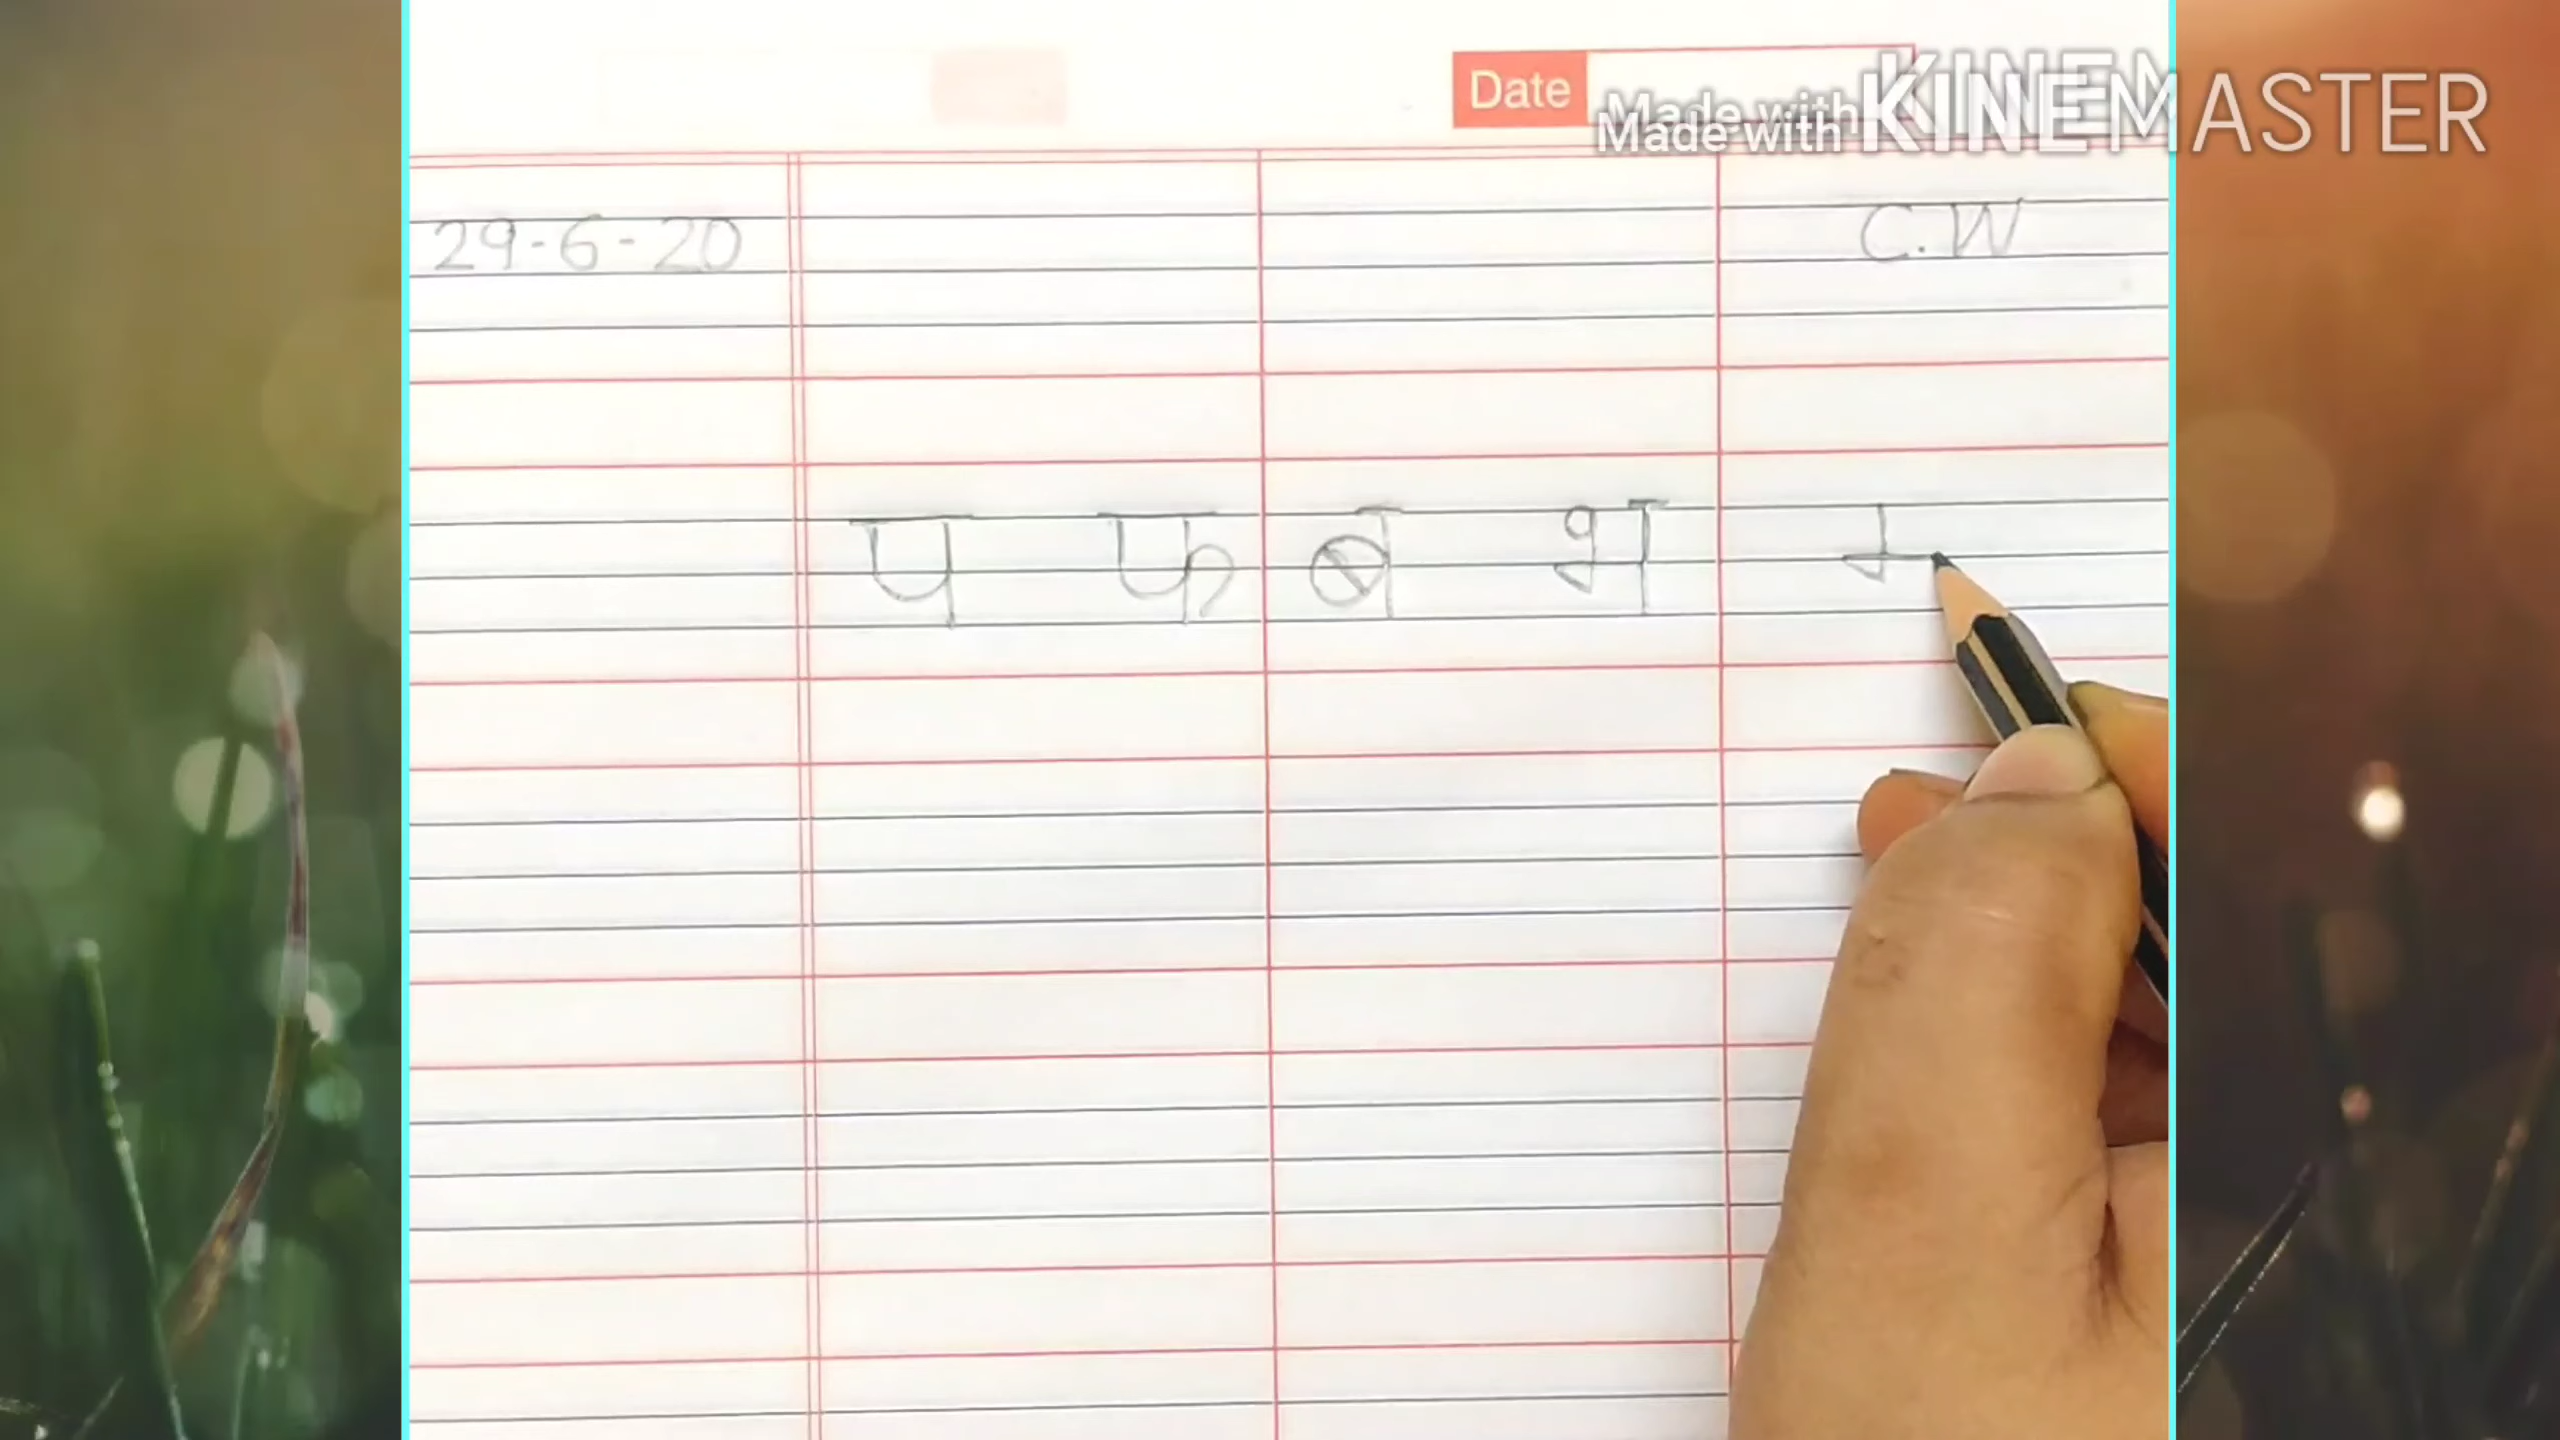 Date
Made with KINEMASTER
29-6-20 C.W
प फ ब भ